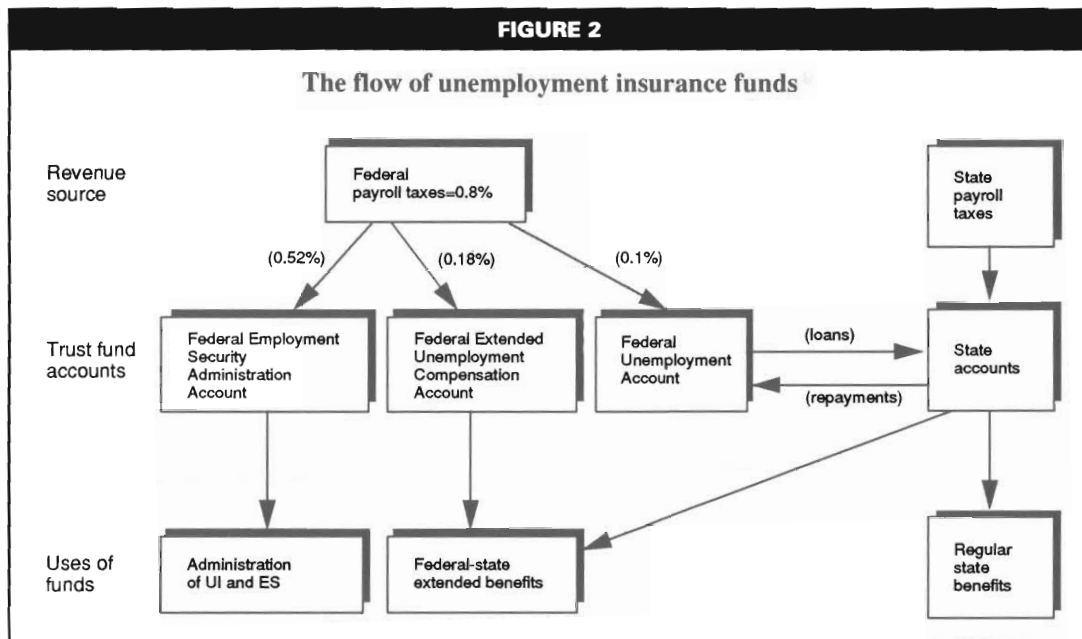 FIGURE 2
The flow of unemployment insurance funds
Revenue
source
Federal
payroll taxes=0.8%
State
payroll
taxes
(0.52%)
(0.18%)
(0.1%)
Trust fund
accounts
Federal Employment
Security
Administration
Account
Federal Extended
Unemployment
Compensation
Account
Federal
Unemployment
Account
(loans)
(repayments)
State
accounts
Uses of
funds
Administration
of UI and ES
Federal-state
extended benefits
Regular
state
benefits